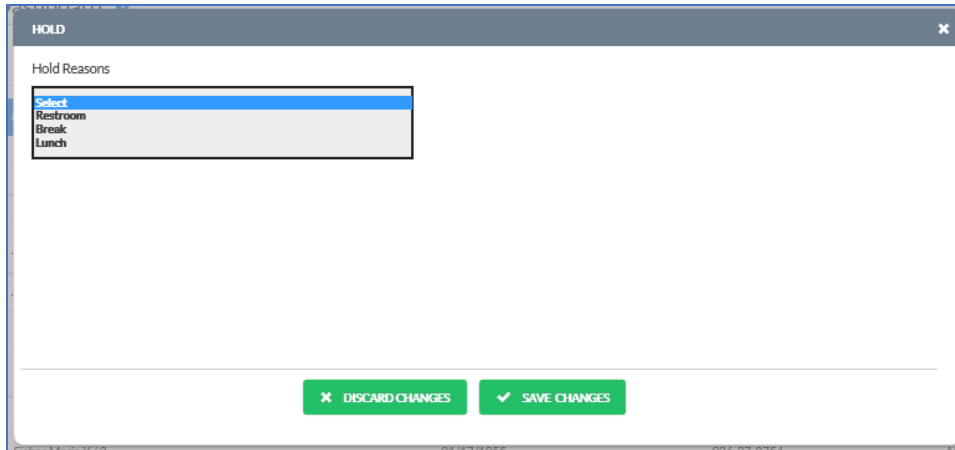 HOLD
Hold Reasons
Select
Restroom
Break
Lunch
DISCARD CHANGES
SAVE CHANGES